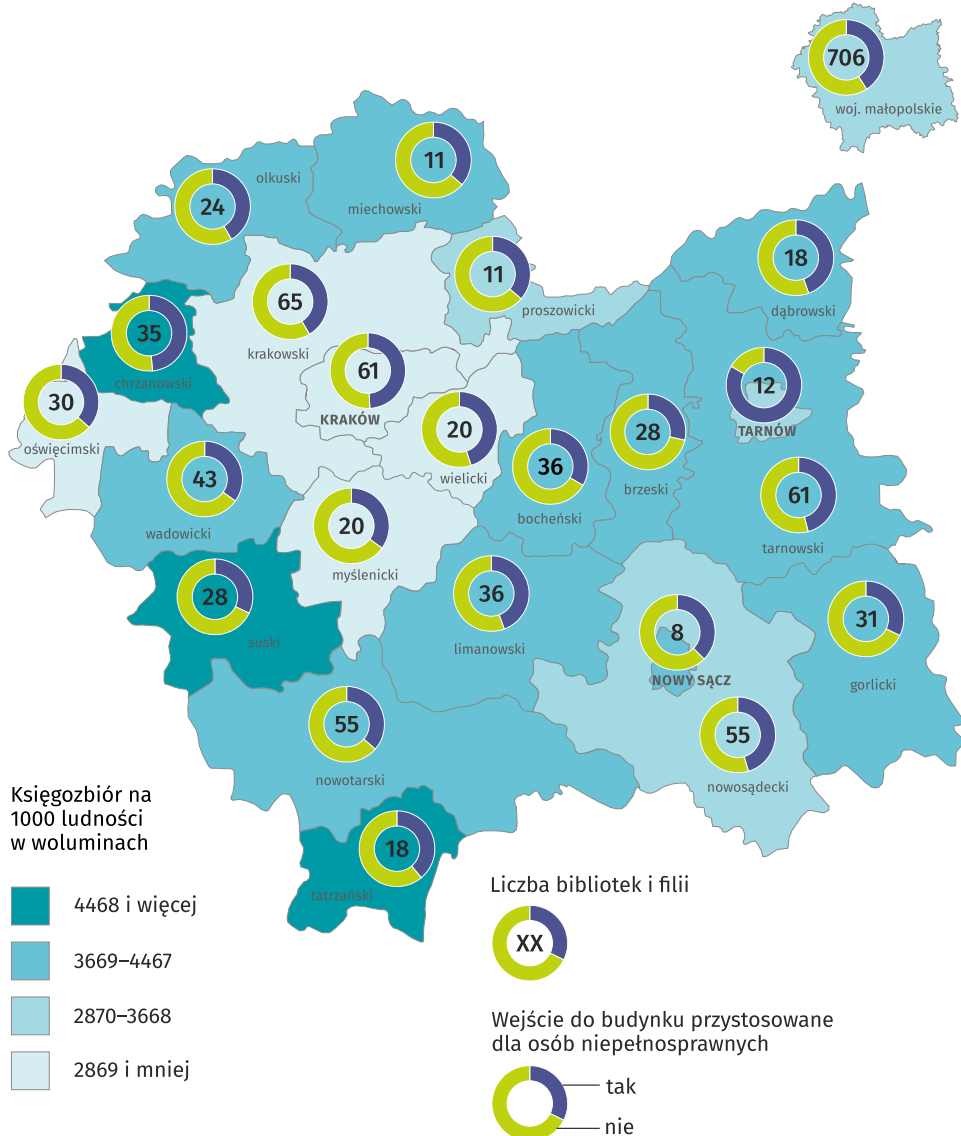 706
woj. małopolskie
11
olkuski
miechowski
24
18
11
dąbrowski
proszowicki
65
krakowski
35
chrzanowski
61
KRAKÓW
12
TARNÓW
30
oświęcimski
20
wielicki
28
brzeski
36
bocheński
43
wadowicki
61
tarnowski
20
myślenicki
28
suski
36
limanowski
31
gorlicki
8
NOWY SĄCZ
55
nowotarski
55
nowosądecki
18
tatrzański
Księgozbiór na
1000 ludności
w woluminach
4468 i więcej
3669–4467
2870–3668
2869 i mniej
Liczba bibliotek i filii
XX
Wejście do budynku przystosowane
dla osób niepełnosprawnych
tak
nie